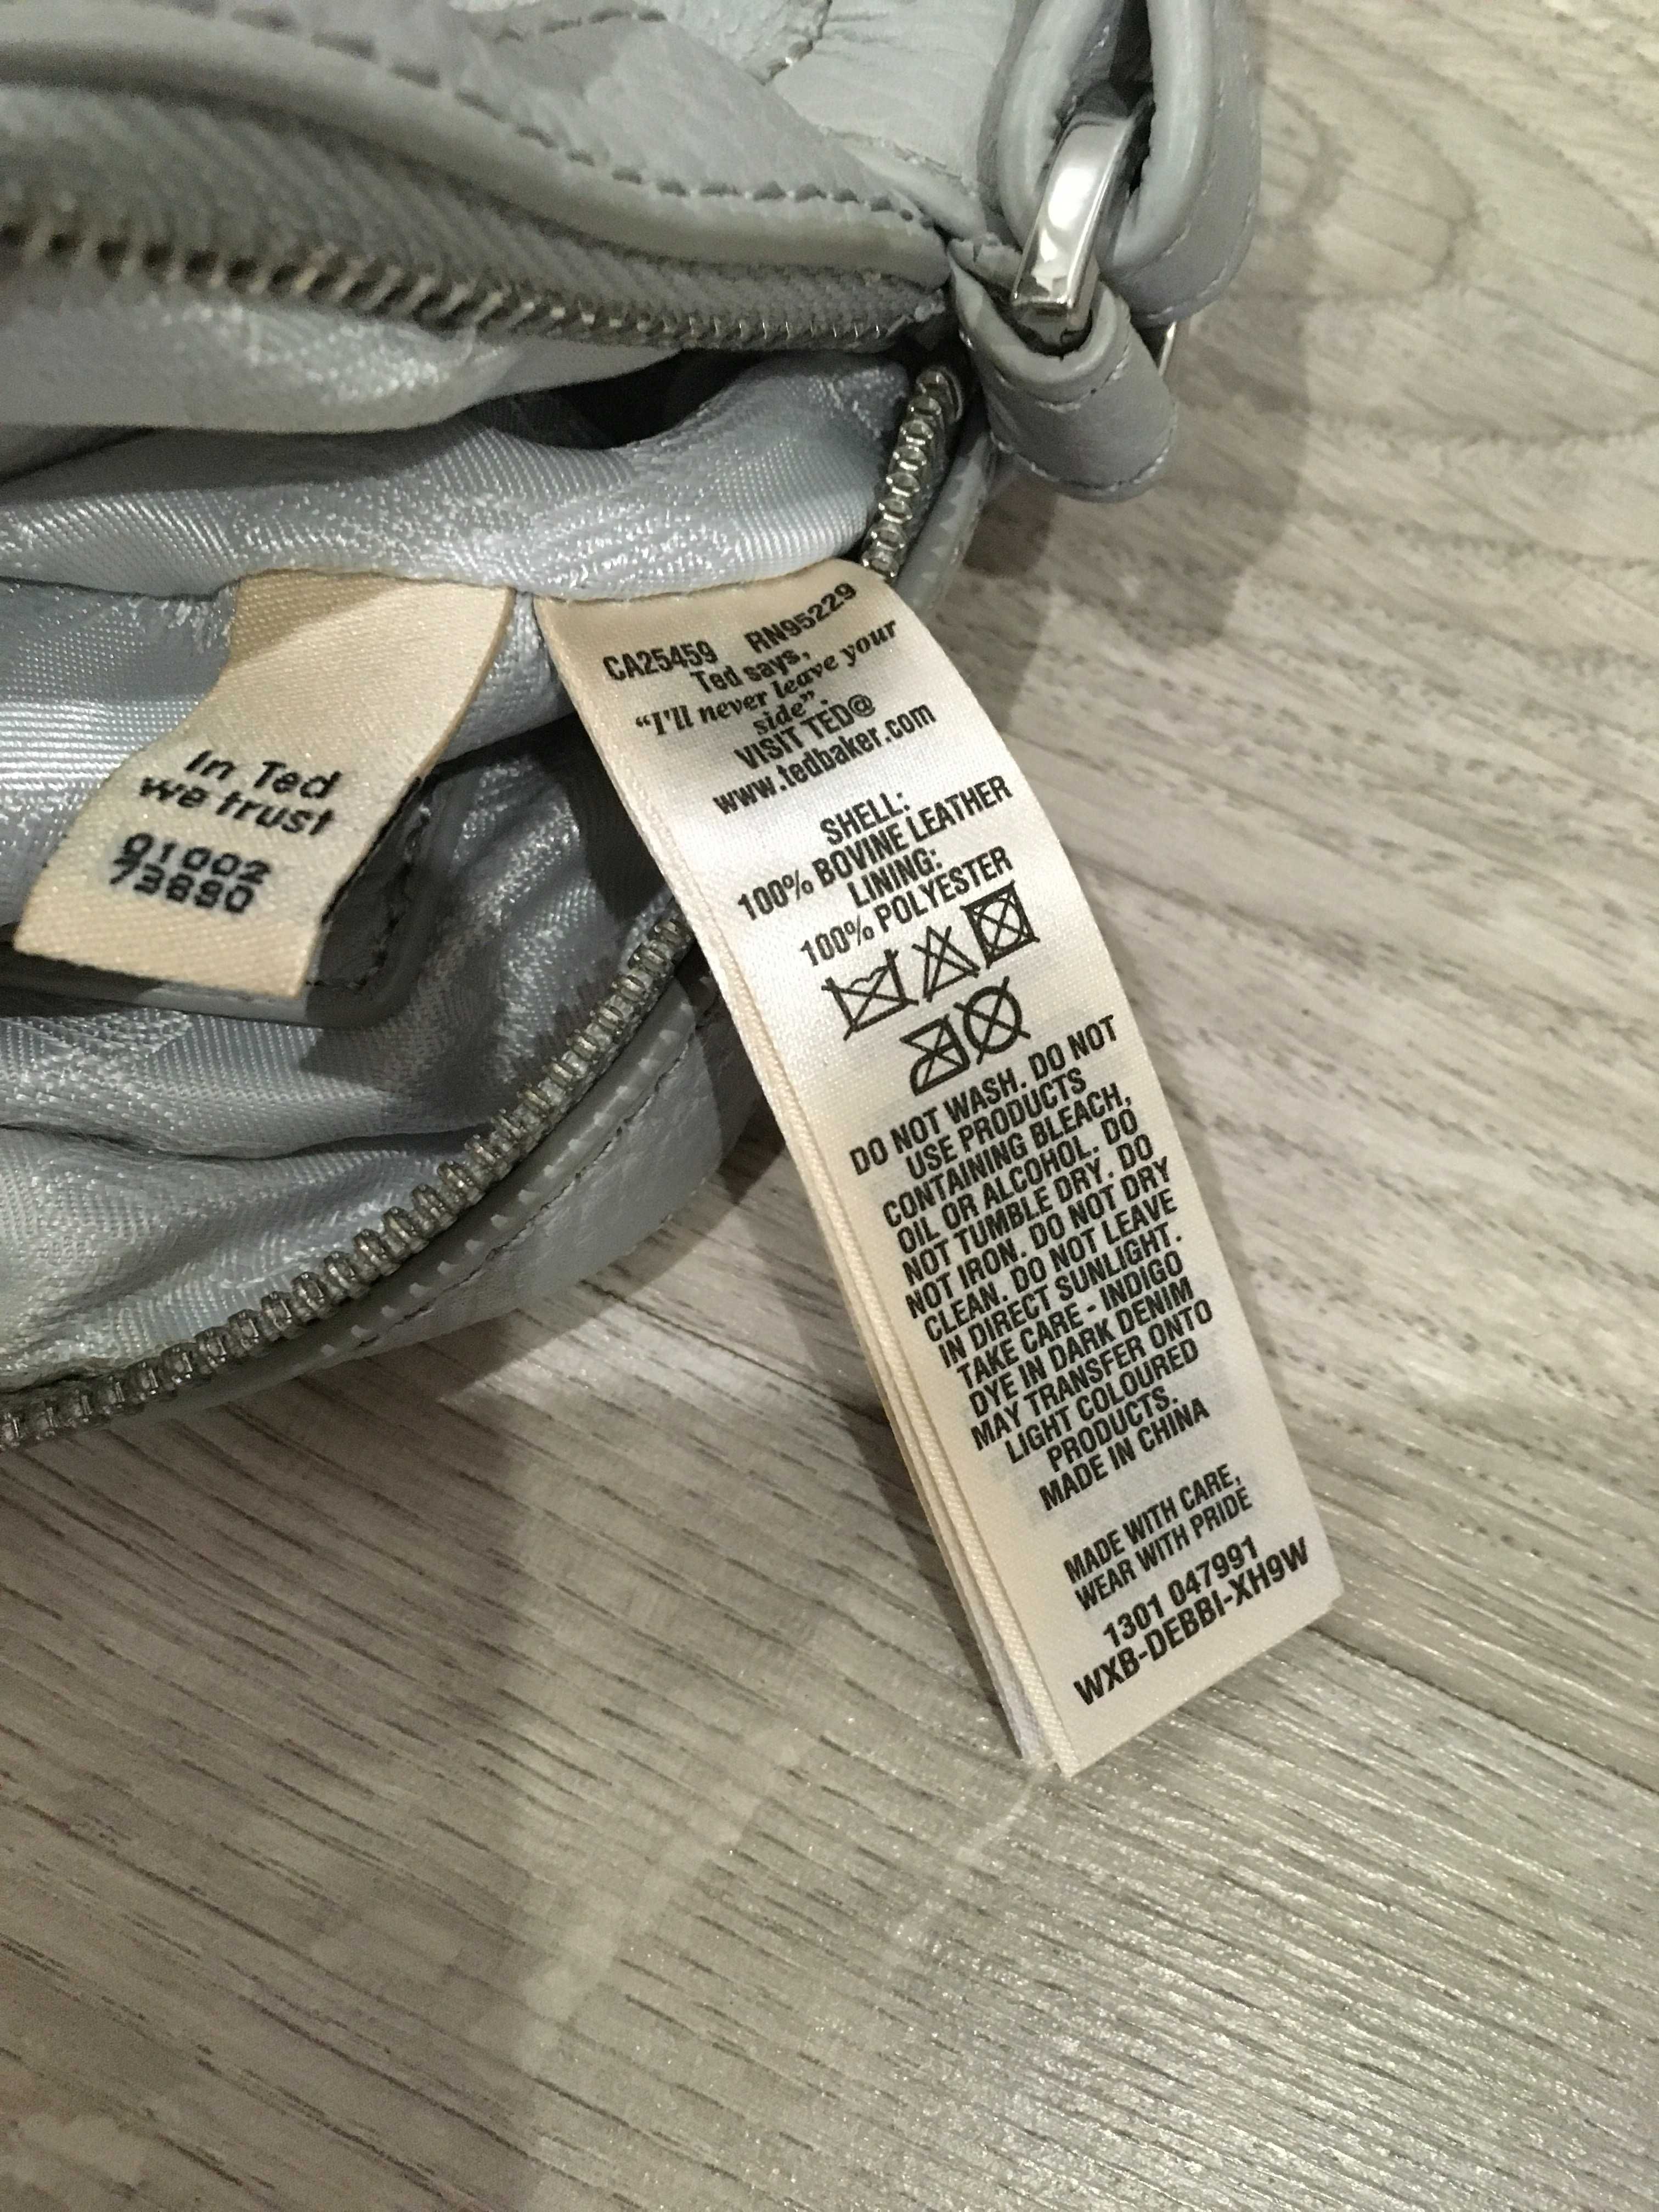 In Ted
we trust
01002
73880
CA25459 RN95229
Ted says,
“I'll never leave your
side”.
VISIT TED@
www.tedbaker.com
SHELL:
100% BOVINE LEATHER
LINING:
100% POLYESTER
DO NOT WASH. DO NOT
USE PRODUCTS
CONTAINING BLEACH,
OIL OR ALCOHOL. DO
NOT TUMBLE DRY. DO
NOT IRON. DO NOT DRY
CLEAN. DO NOT LEAVE
IN DIRECT SUNLIGHT.
TAKE CARE - INDIGO
DYE IN DARK DENIM
MAY TRANSFER ONTO
LIGHT COLOURED
PRODUCTS.
MADE IN CHINA
MADE WITH CARE,
WEAR WITH PRIDE
1301 047991
WXB-DEBBI-XH9W